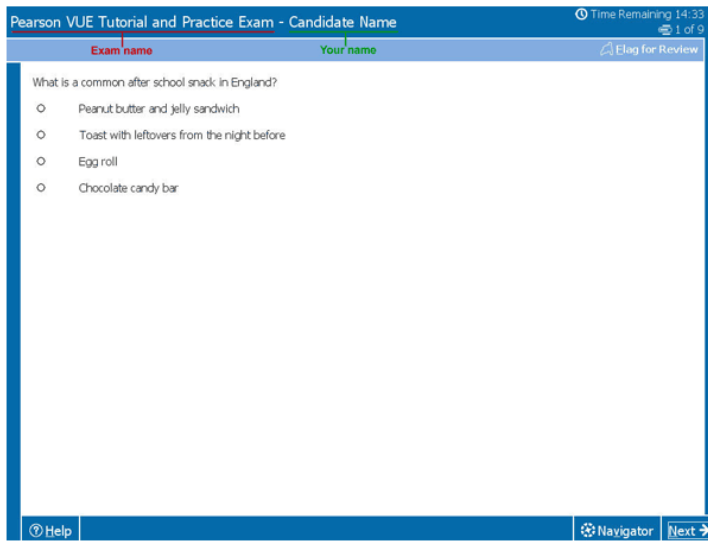 Pearson VUE Tutorial and Practice Exam - Candidate Name
Time Remaining 14:33
1 of 9
Exam name
Your name
Flag for Review
What is a common after school snack in England?
Peanut butter and jelly sandwich
Toast with leftovers from the night before
Egg roll
Chocolate candy bar
Help
Navigator
Next